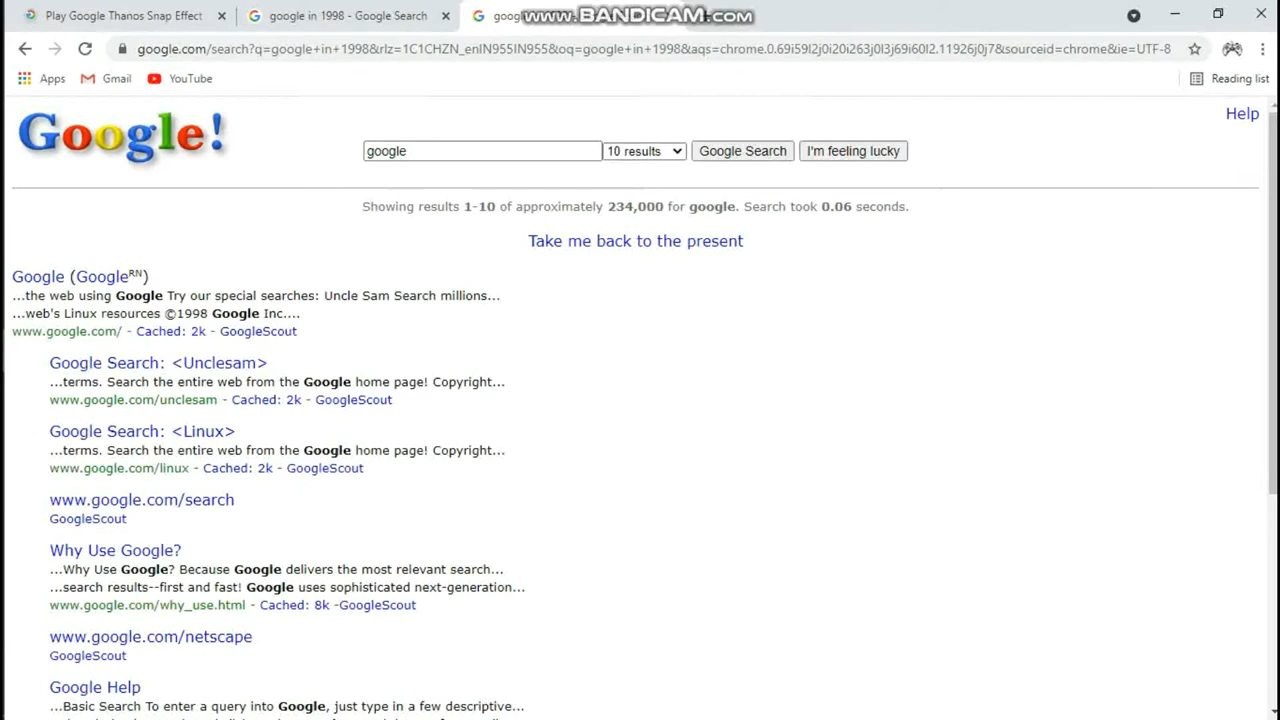 Play Google Thanos Snap Effect
google in 1998 - Google Search
WWW.BANDICAM.COM
google.com/search?q=google+in+1998&rlz=1C1CHZN_enIN955IN955&oq=google+in+1998&aqs=chrome.0.69i59l2j0i20i263j0l3j69i60l2.11926j0j7&sourceid=chrome&ie=UTF-8
Apps Gmail YouTube Reading list
Google!
Help
google 10 results Google Search I'm feeling lucky
Showing results 1-10 of approximately 234,000 for google. Search took 0.06 seconds.
Take me back to the present
Google (GoogleRN)
...the web using Google Try our special searches: Uncle Sam Search millions...
...web's Linux resources ©1998 Google Inc....
www.google.com/ - Cached: 2k - GoogleScout
Google Search: <Unclesam>
...terms. Search the entire web from the Google home page! Copyright...
www.google.com/unclesam - Cached: 2k - GoogleScout
Google Search: <Linux>
...terms. Search the entire web from the Google home page! Copyright...
www.google.com/linux - Cached: 2k - GoogleScout
www.google.com/search
GoogleScout
Why Use Google?
...Why Use Google? Because Google delivers the most relevant search...
...search results--first and fast! Google uses sophisticated next-generation...
www.google.com/why_use.html - Cached: 8k -GoogleScout
www.google.com/netscape
GoogleScout
Google Help
...Basic Search To enter a query into Google, just type in a few descriptive...